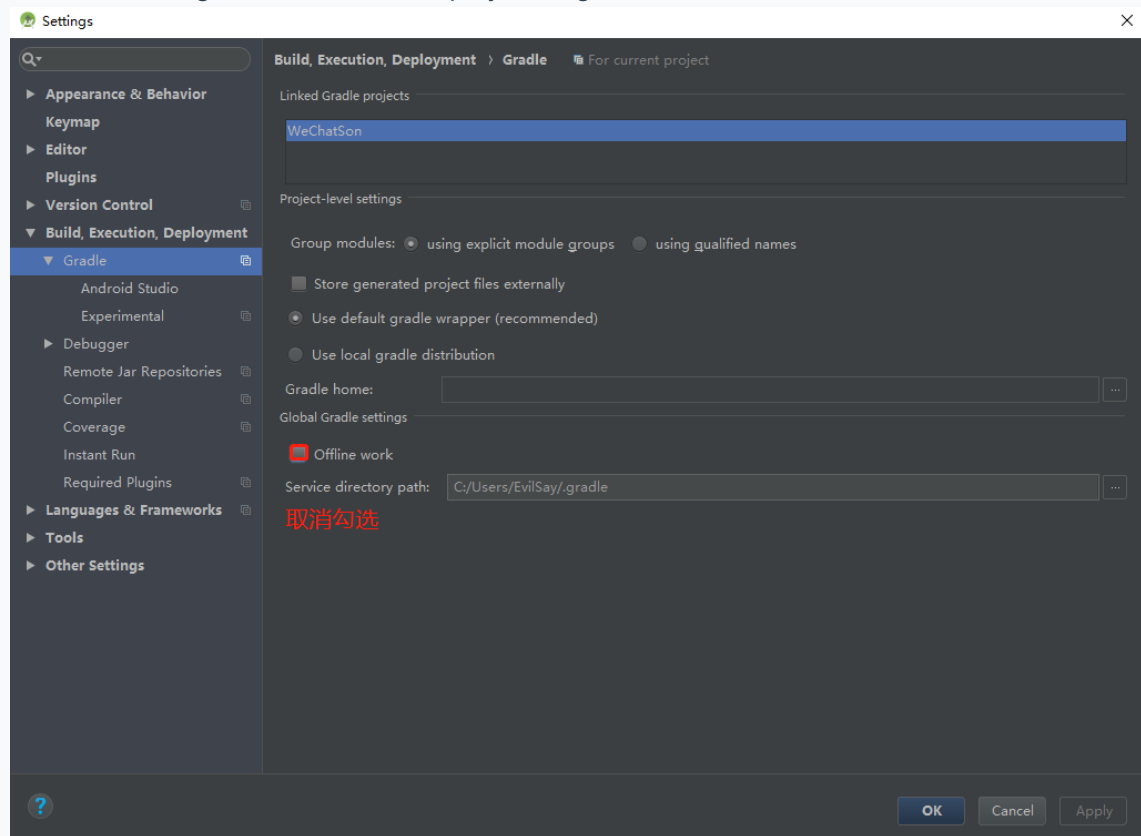 Settings
Build, Execution, Deployment › Gradle For current project
Appearance & Behavior
Keymap
Editor
Plugins
Version Control
Build, Execution, Deployment
Gradle
Android Studio
Experimental
Debugger
Remote Jar Repositories
Compiler
Coverage
Instant Run
Required Plugins
Languages & Frameworks
Tools
Other Settings
Linked Gradle projects
WeChatSon
Project-level settings
Group modules: using explicit module groups using qualified names
Store generated project files externally
Use default gradle wrapper (recommended)
Use local gradle distribution
Gradle home:
...
Global Gradle settings
Offline work
Service directory path: C:/Users/EvilSay/.gradle ...
取消勾选
?
OK Cancel Apply